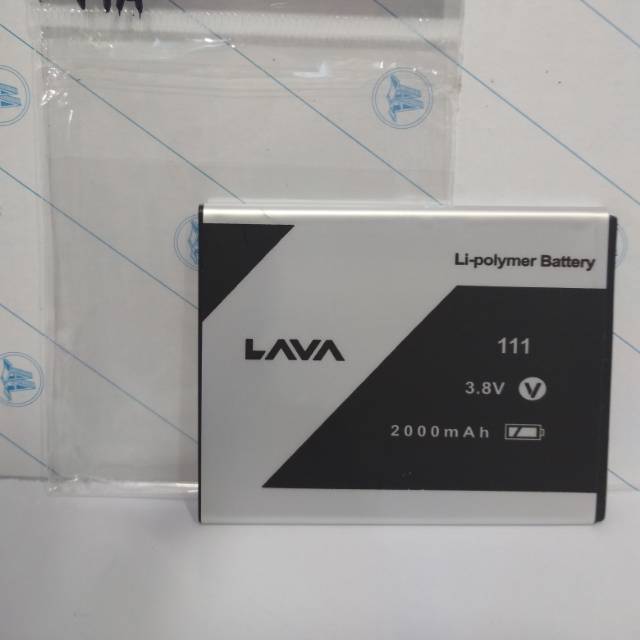 Li-polymer Battery
LAVA
111
3.8V V
2000mAh